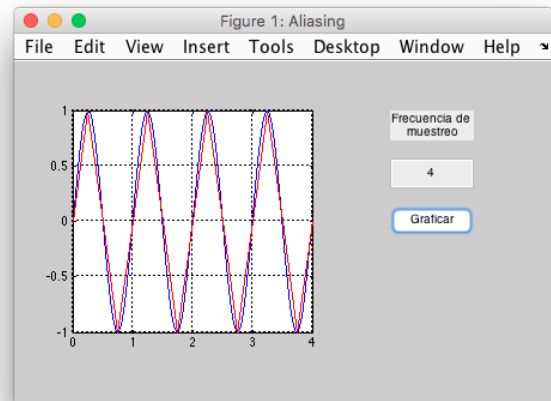 Figure 1: Aliasing
File Edit View Insert Tools Desktop Window Help
1
0.5
0
-0.5
-1
0 1 2 3 4
Frecuencia de
muestreo
4
Graficar